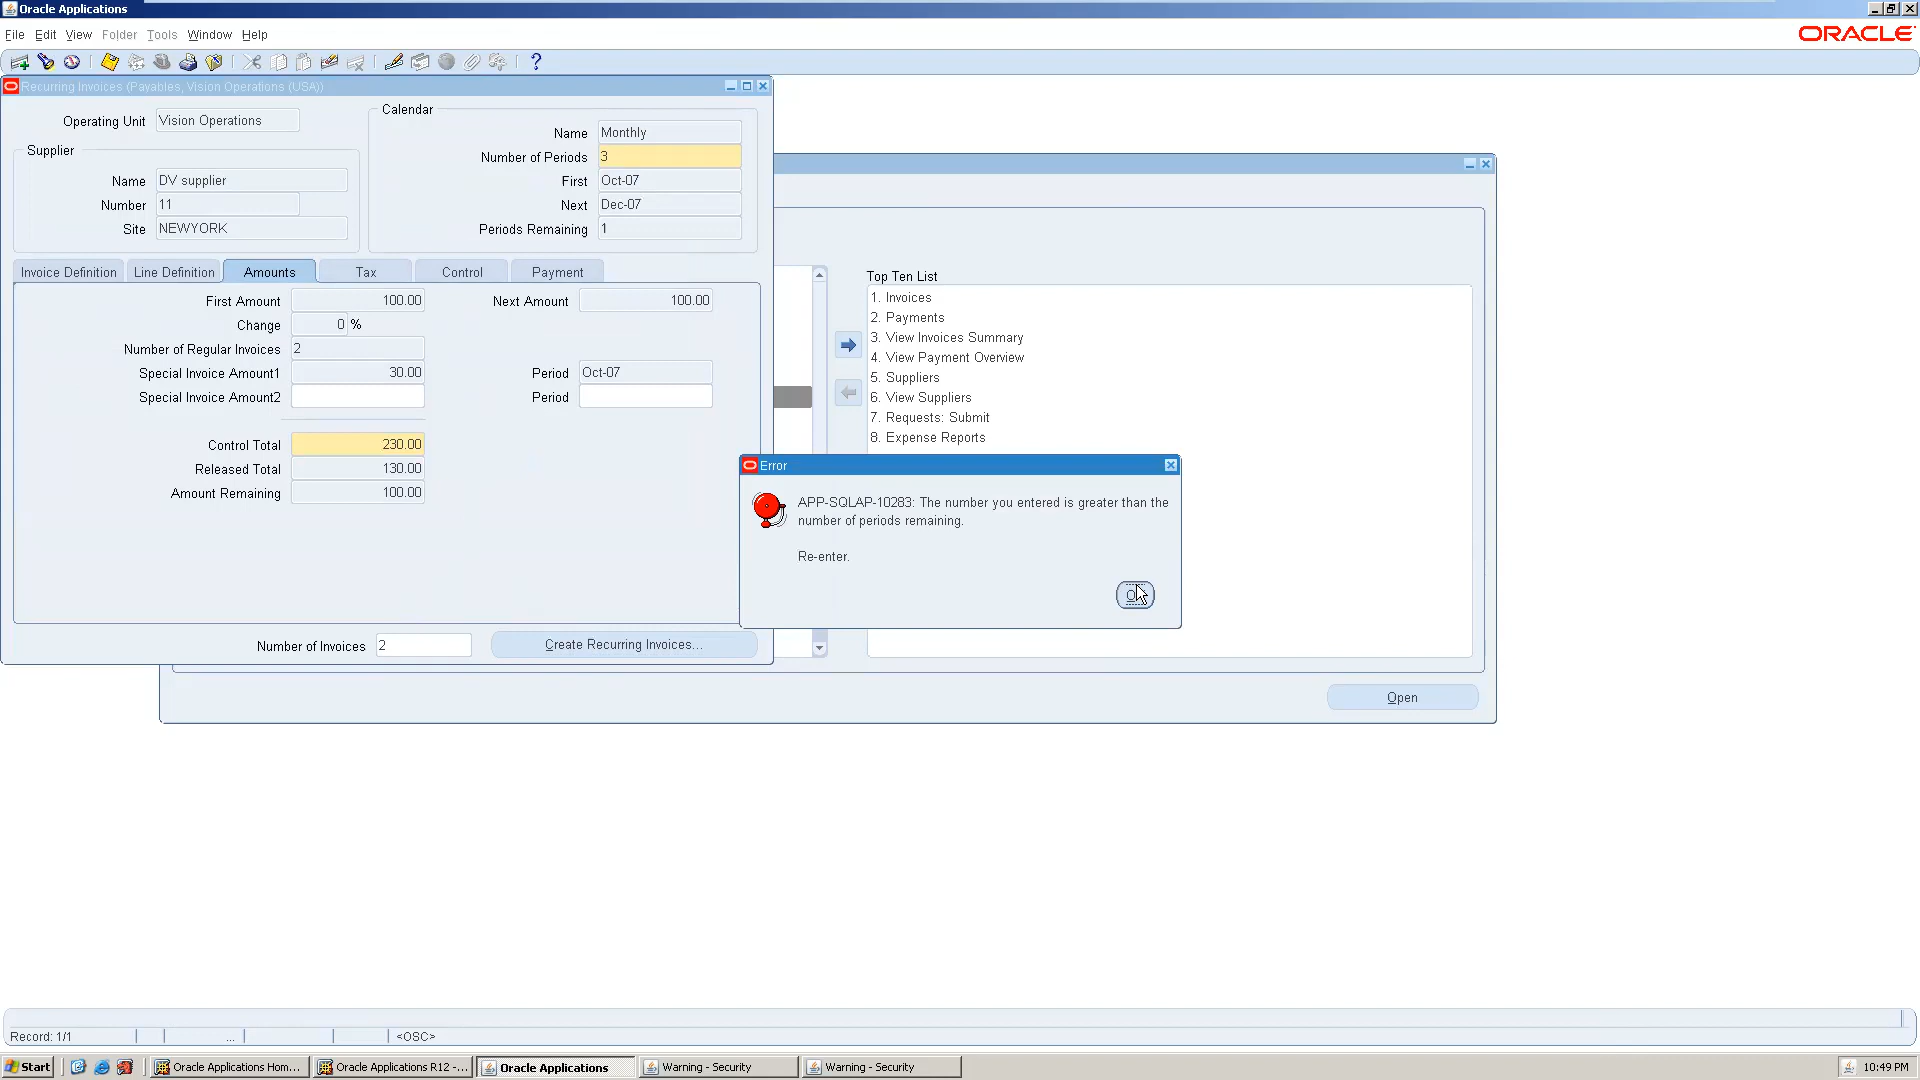 Oracle Applications
File Edit View Folder Tools Window Help
ORACLE
Recurring Invoices (Payables, Vision Operations (USA))
Operating Unit Vision Operations
Supplier
Name DV supplier
Number 11
Site NEWYORK
Calendar
Name Monthly
Number of Periods 3
First Oct-07
Next Dec-07
Periods Remaining 1
Invoice Definition Line Definition Amounts Tax Control Payment
First Amount 100.00 Next Amount 100.00
Change 0 %
Number of Regular Invoices 2
Special Invoice Amount1 30.00 Period Oct-07
Special Invoice Amount2 Period
Control Total 230.00
Released Total 130.00
Amount Remaining 100.00
Number of Invoices 2 Create Recurring Invoices...
Top Ten List
1. Invoices
2. Payments
3. View Invoices Summary
4. View Payment Overview
5. Suppliers
6. View Suppliers
7. Requests: Submit
8. Expense Reports
Error
APP-SQLAP-10283: The number you entered is greater than the
number of periods remaining.
Re-enter.
Open
Record: 1/1 ... <OSC>
Start Oracle Applications Hom... Oracle Applications R12 -... Oracle Applications Warning - Security Warning - Security 10:49 PM